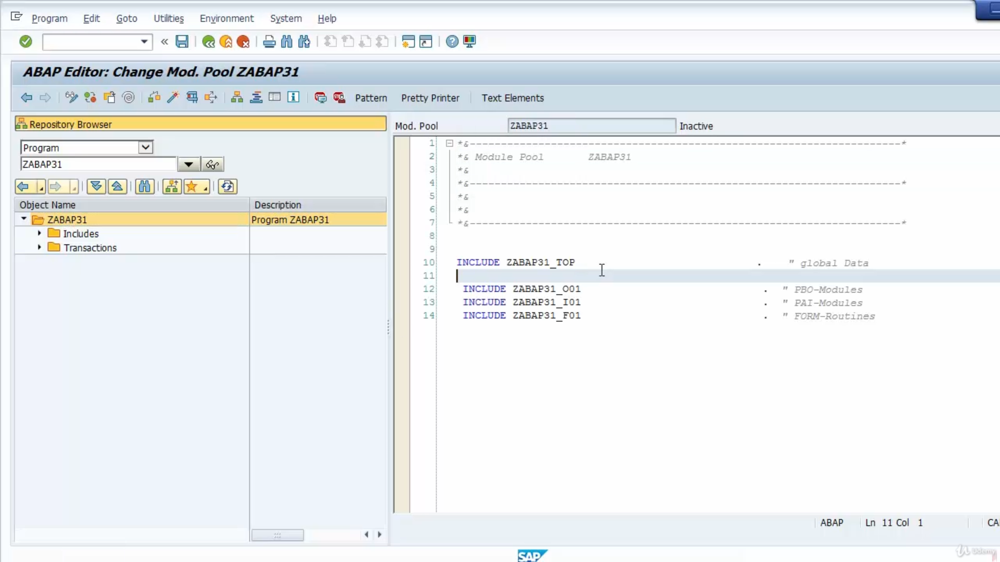 Program Edit Goto Utilities Environment System Help
ABAP Editor: Change Mod. Pool ZABAP31
Pattern Pretty Printer Text Elements
Repository Browser
Program
ZABAP31
Object Name Description
ZABAP31 Program ZABAP31
Includes
Transactions
Mod. Pool ZABAP31 Inactive
1 *&---------------------------------------------------------------------*
2 *& Module Pool ZABAP31
3 *&
4 *&---------------------------------------------------------------------*
5 *&
6 *&
7 *&---------------------------------------------------------------------*
8
9
10 INCLUDE ZABAP31_TOP . " global Data
11
12 INCLUDE ZABAP31_O01 . " PBO-Modules
13 INCLUDE ZABAP31_I01 . " PAI-Modules
14 INCLUDE ZABAP31_F01 . " FORM-Routines
ABAP Ln 11 Col 1 CA
SAP
Udemy